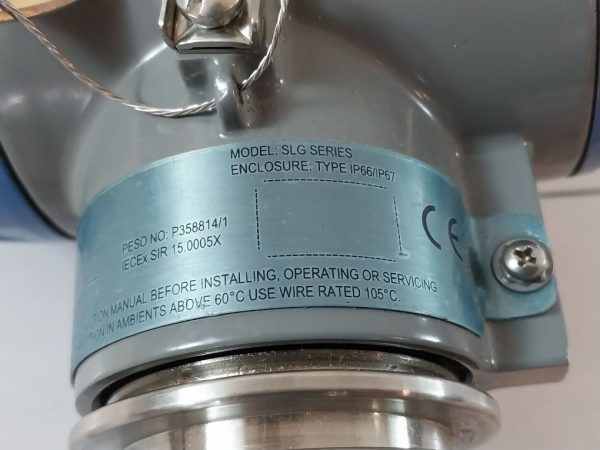 MODEL: SLG SERIES
ENCLOSURE: TYPE IP66/IP67
PESO NO: P358814/1
IECEx SIR 15.0005X
CE
MANUAL BEFORE INSTALLING, OPERATING OR SERVICING
IN AMBIENTS ABOVE 60°C USE WIRE RATED 105°C.